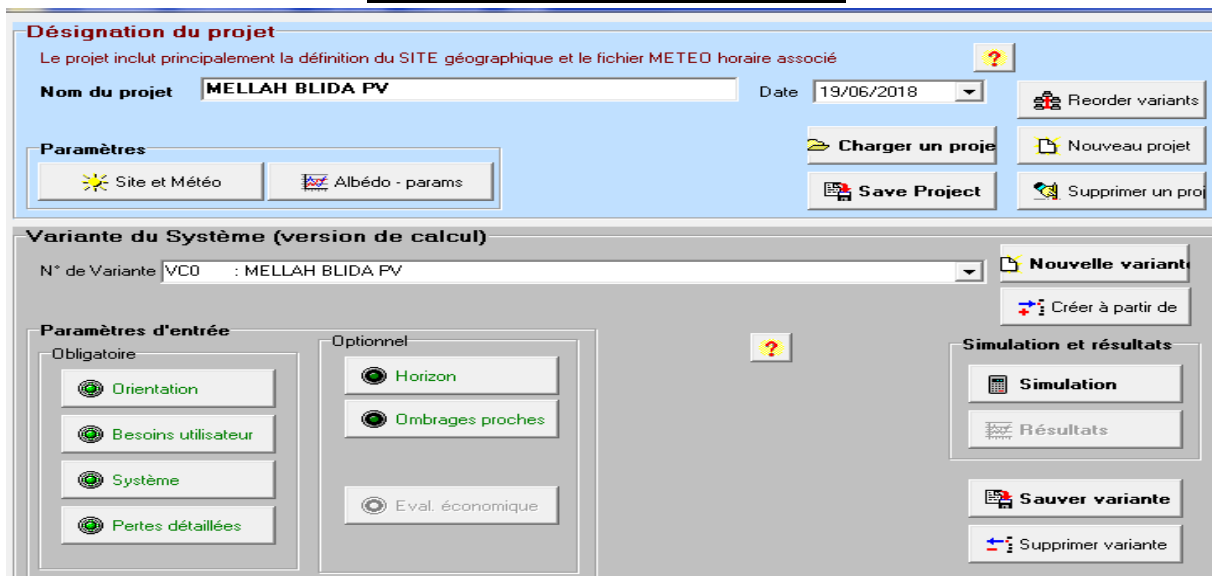 Désignation du projet
Le projet inclut principalement la définition du SITE géographique et le fichier METEO horaire associé
?
Nom du projet MELLAH BLIDA PV Date 19/06/2018
Reorder variants
Paramètres
Charger un proje
Nouveau projet
Site et Météo Albédo - params
Save Project
Supprimer un proj
Variante du Système (version de calcul)
N° de Variante VC0 : MELLAH BLIDA PV
Nouvelle variante
Créer à partir de
Paramètres d'entrée
Obligatoire
Orientation
Besoins utilisateur
Système
Pertes détaillées
Optionnel
Horizon
Ombrages proches
Eval. économique
?
Simulation et résultats
Simulation
Résultats
Sauver variante
Supprimer variante